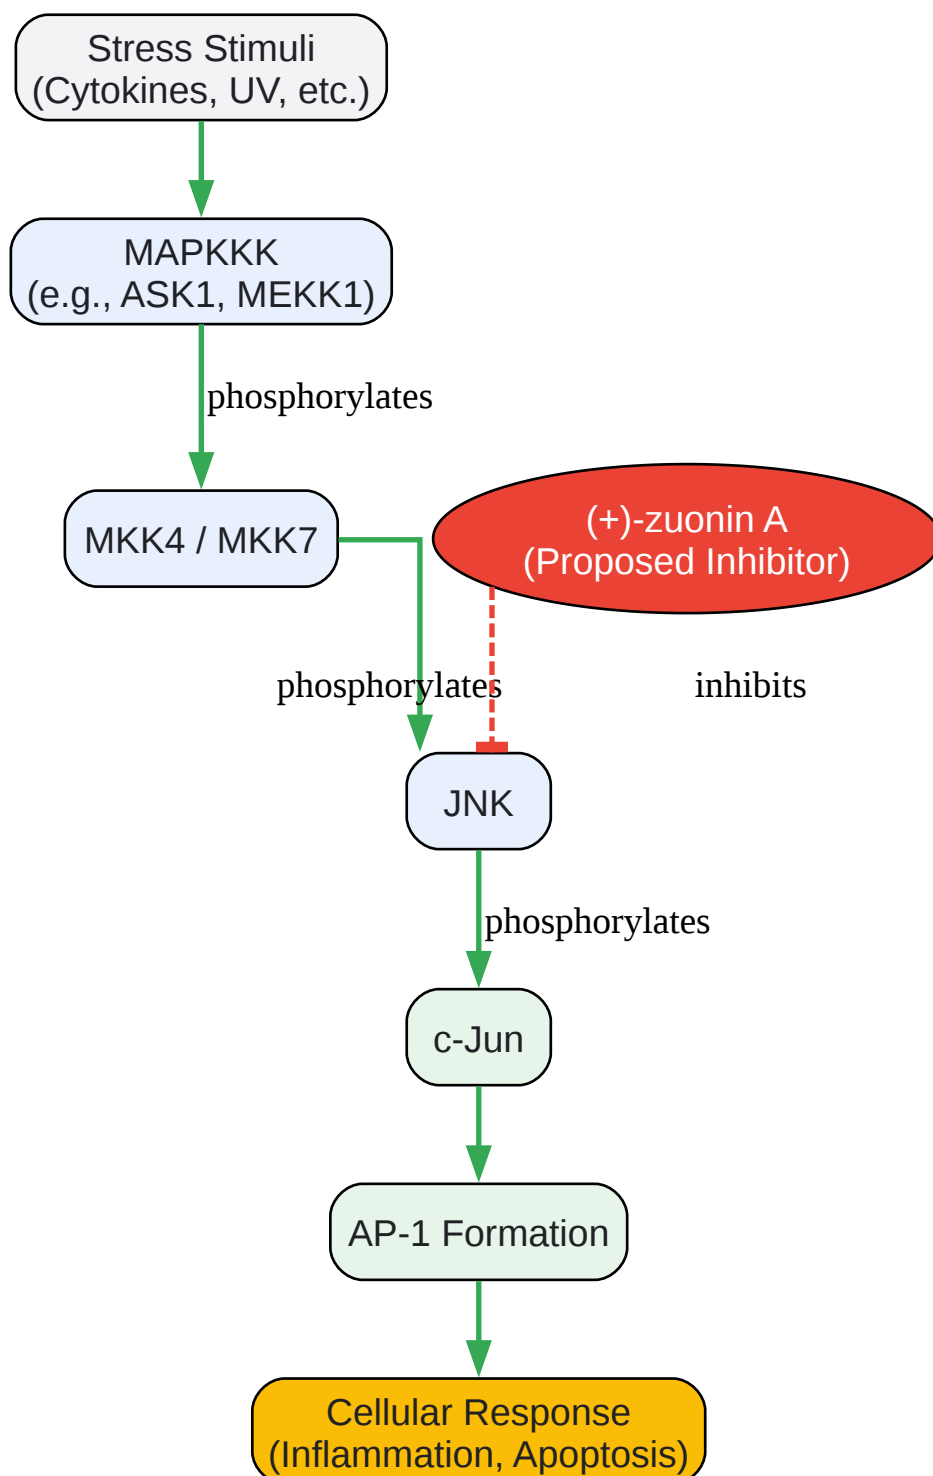 Stress Stimuli
(Cytokines, UV, etc.)
MAPKKK
(e.g., ASK1, MEKK1)
phosphorylates
MKK4 / MKK7
(+)-zuonin A
(Proposed Inhibitor)
phosphorylates
inhibits
JNK
phosphorylates
c-Jun
AP-1 Formation
Cellular Response
(Inflammation, Apoptosis)